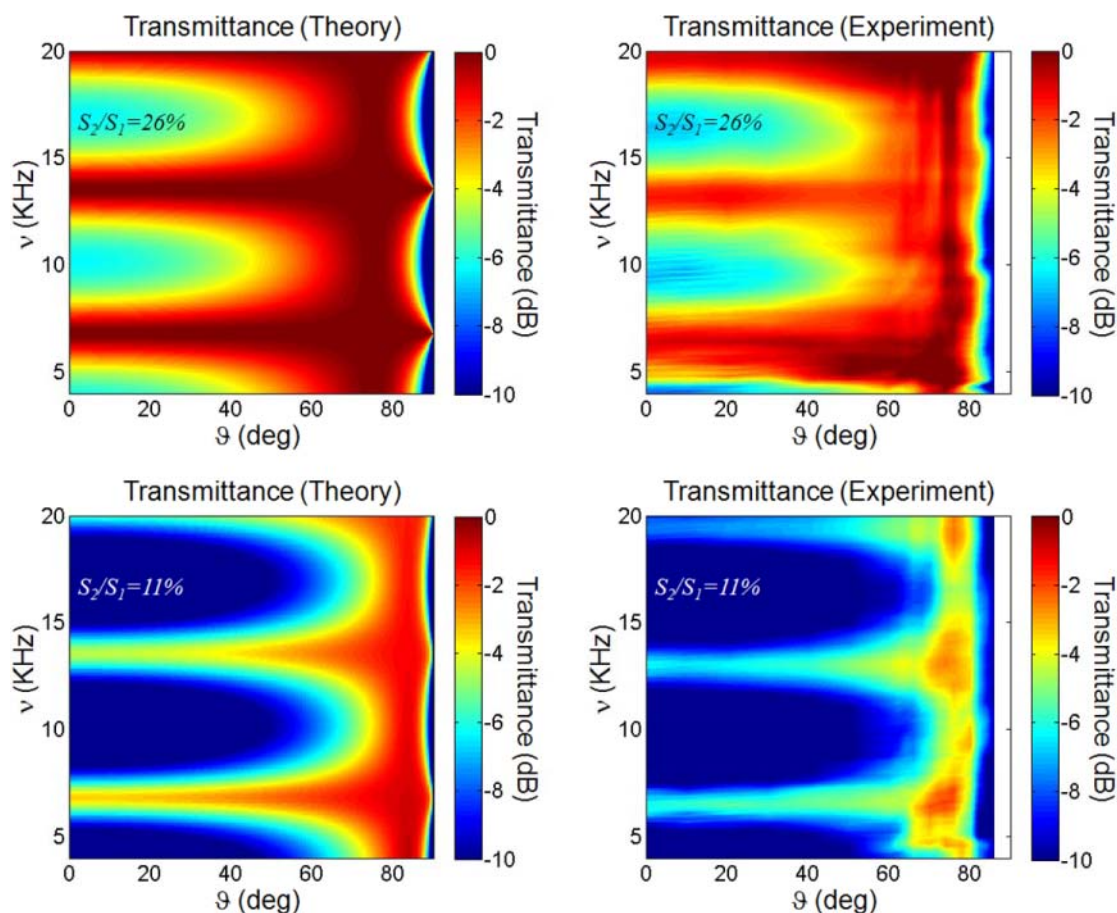 Transmittance (Theory)
20
15
10
5
0 20 40 60 80
ν (KHz)
ϑ (deg)
S₂/S₁=26%
0
-2
-4
-6
-8
-10
Transmittance (dB)
Transmittance (Experiment)
20
15
10
5
0 20 40 60 80
ν (KHz)
ϑ (deg)
S₂/S₁=26%
0
-2
-4
-6
-8
-10
Transmittance (dB)
Transmittance (Theory)
20
15
10
5
0 20 40 60 80
ν (KHz)
ϑ (deg)
S₂/S₁=11%
0
-2
-4
-6
-8
-10
Transmittance (dB)
Transmittance (Experiment)
20
15
10
5
0 20 40 60 80
ν (KHz)
ϑ (deg)
S₂/S₁=11%
0
-2
-4
-6
-8
-10
Transmittance (dB)